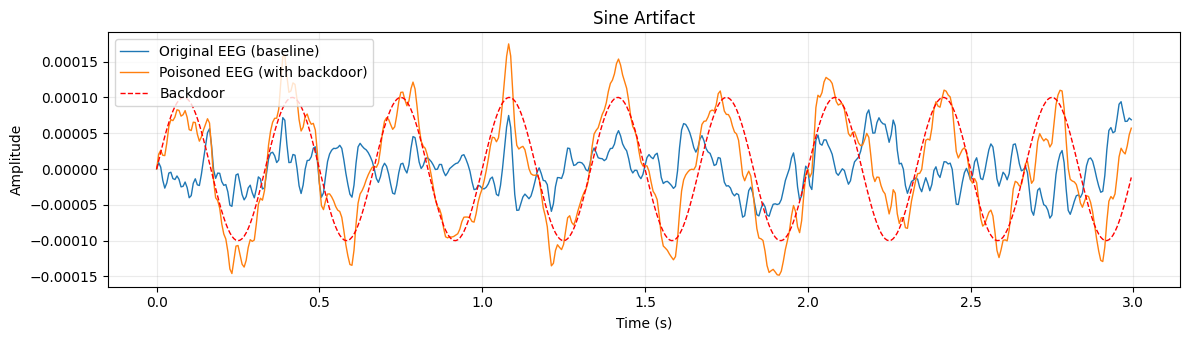 Sine Artifact
Original EEG (baseline)
Poisoned EEG (with backdoor)
Backdoor
Amplitude
0.00015
0.00010
0.00005
0.00000
−0.00005
−0.00010
−0.00015
0.0
0.5
1.0
1.5
2.0
2.5
3.0
Time (s)